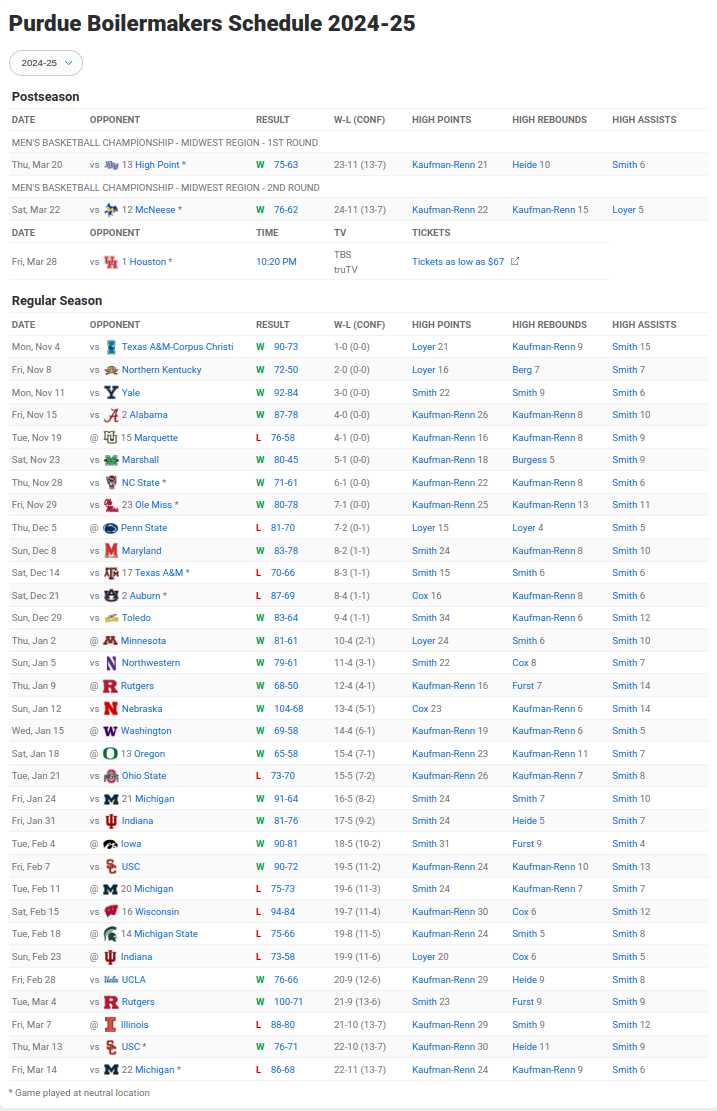 Purdue Boilermakers Schedule 2024-25
2024-25
Postseason
DATE OPPONENT RESULT W-L (CONF) HIGH POINTS HIGH REBOUNDS HIGH ASSISTS
MEN'S BASKETBALL CHAMPIONSHIP - MIDWEST REGION - 1ST ROUND
Thu, Mar 20 vs 13 High Point * W 75-63 23-11 (13-7) Kaufman-Renn 21 Heide 10 Smith 6
MEN'S BASKETBALL CHAMPIONSHIP - MIDWEST REGION - 2ND ROUND
Sat, Mar 22 vs 12 McNeese * W 76-62 24-11 (13-7) Kaufman-Renn 22 Kaufman-Renn 15 Loyer 5
DATE OPPONENT TIME TV TICKETS
Fri, Mar 28 vs 1 Houston * 10:20 PM TBS truTV Tickets as low as $67
Regular Season
DATE OPPONENT RESULT W-L (CONF) HIGH POINTS HIGH REBOUNDS HIGH ASSISTS
Mon, Nov 4 vs Texas A&M-Corpus Christi W 90-73 1-0 (0-0) Loyer 21 Kaufman-Renn 9 Smith 15
Fri, Nov 8 vs Northern Kentucky W 72-50 2-0 (0-0) Loyer 16 Berg 7 Smith 7
Mon, Nov 11 vs Yale W 92-84 3-0 (0-0) Smith 22 Smith 9 Smith 6
Fri, Nov 15 vs 2 Alabama W 87-78 4-0 (0-0) Kaufman-Renn 26 Kaufman-Renn 8 Smith 10
Tue, Nov 19 @ 15 Marquette L 76-58 4-1 (0-0) Kaufman-Renn 16 Kaufman-Renn 8 Smith 9
Sat, Nov 23 vs Marshall W 80-45 5-1 (0-0) Kaufman-Renn 18 Burgess 5 Smith 9
Thu, Nov 28 vs NC State * W 71-61 6-1 (0-0) Kaufman-Renn 22 Kaufman-Renn 8 Smith 6
Fri, Nov 29 vs 23 Ole Miss * W 80-78 7-1 (0-0) Kaufman-Renn 25 Kaufman-Renn 13 Smith 11
Thu, Dec 5 @ Penn State L 81-70 7-2 (0-1) Loyer 15 Loyer 4 Smith 5
Sun, Dec 8 vs Maryland W 83-78 8-2 (1-1) Smith 24 Kaufman-Renn 8 Smith 10
Sat, Dec 14 vs 17 Texas A&M * L 70-66 8-3 (1-1) Smith 15 Smith 6 Smith 6
Sat, Dec 21 vs 2 Auburn * L 87-69 8-4 (1-1) Cox 16 Kaufman-Renn 8 Smith 6
Sun, Dec 29 vs Toledo W 83-64 9-4 (1-1) Smith 34 Kaufman-Renn 6 Smith 12
Thu, Jan 2 @ Minnesota W 81-61 10-4 (2-1) Loyer 24 Smith 6 Smith 10
Sun, Jan 5 vs Northwestern W 79-61 11-4 (3-1) Smith 22 Cox 8 Smith 7
Thu, Jan 9 @ Rutgers W 68-50 12-4 (4-1) Kaufman-Renn 16 Furst 7 Smith 14
Sun, Jan 12 vs Nebraska W 104-68 13-4 (5-1) Cox 23 Kaufman-Renn 6 Smith 14
Wed, Jan 15 @ Washington W 69-58 14-4 (6-1) Kaufman-Renn 19 Kaufman-Renn 6 Smith 5
Sat, Jan 18 @ 13 Oregon W 65-58 15-4 (7-1) Kaufman-Renn 23 Kaufman-Renn 11 Smith 7
Tue, Jan 21 vs Ohio State L 73-70 15-5 (7-2) Kaufman-Renn 26 Kaufman-Renn 7 Smith 8
Fri, Jan 24 vs 21 Michigan W 91-64 16-5 (8-2) Smith 24 Smith 7 Smith 10
Fri, Jan 31 vs Indiana W 81-76 17-5 (9-2) Smith 24 Heide 5 Smith 7
Tue, Feb 4 @ Iowa W 90-81 18-5 (10-2) Smith 31 Furst 9 Smith 4
Fri, Feb 7 vs USC W 90-72 19-5 (11-2) Kaufman-Renn 24 Kaufman-Renn 10 Smith 13
Tue, Feb 11 @ 20 Michigan L 75-73 19-6 (11-3) Smith 24 Kaufman-Renn 7 Smith 7
Sat, Feb 15 vs 16 Wisconsin L 94-84 19-7 (11-4) Kaufman-Renn 30 Cox 6 Smith 12
Tue, Feb 18 @ 14 Michigan State L 75-66 19-8 (11-5) Kaufman-Renn 24 Smith 5 Smith 8
Sun, Feb 23 @ Indiana L 73-58 19-9 (11-6) Loyer 20 Cox 6 Smith 5
Fri, Feb 28 vs UCLA W 76-66 20-9 (12-6) Kaufman-Renn 29 Heide 9 Smith 8
Tue, Mar 4 vs Rutgers W 100-71 21-9 (13-6) Smith 23 Furst 9 Smith 9
Fri, Mar 7 @ Illinois L 88-80 21-10 (13-7) Kaufman-Renn 29 Smith 9 Smith 12
Thu, Mar 13 vs USC * W 76-71 22-10 (13-7) Kaufman-Renn 30 Heide 11 Smith 9
Fri, Mar 14 vs 22 Michigan * L 86-68 22-11 (13-7) Kaufman-Renn 24 Kaufman-Renn 9 Smith 6
* Game played at neutral location